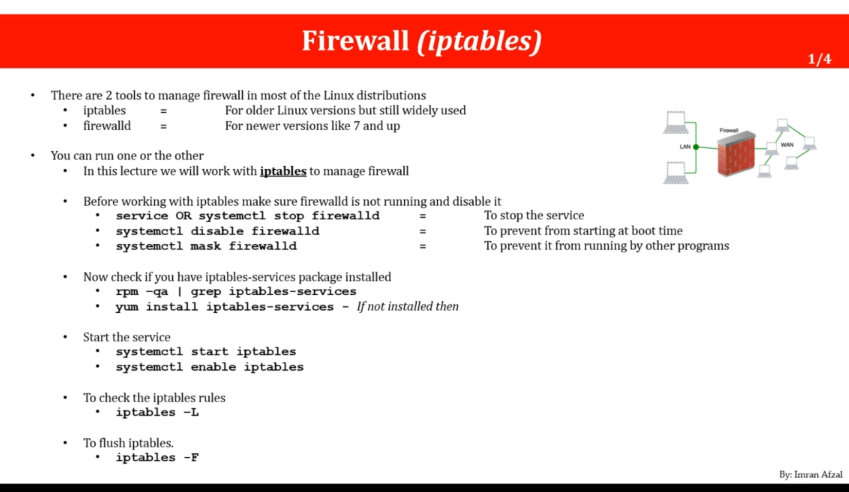 Firewall (iptables)
1/4
• There are 2 tools to manage firewall in most of the Linux distributions
• iptables = For older Linux versions but still widely used
• firewalld = For newer versions like 7 and up
• You can run one or the other
• In this lecture we will work with iptables to manage firewall
• Before working with iptables make sure firewalld is not running and disable it
• service OR systemctl stop firewalld = To stop the service
• systemctl disable firewalld = To prevent from starting at boot time
• systemctl mask firewalld = To prevent it from running by other programs
• Now check if you have iptables-services package installed
• rpm –qa | grep iptables-services
• yum install iptables-services - If not installed then
• Start the service
• systemctl start iptables
• systemctl enable iptables
• To check the iptables rules
• iptables –L
• To flush iptables.
• iptables -F
Firewall
LAN
WAN
By: Imran Afzal